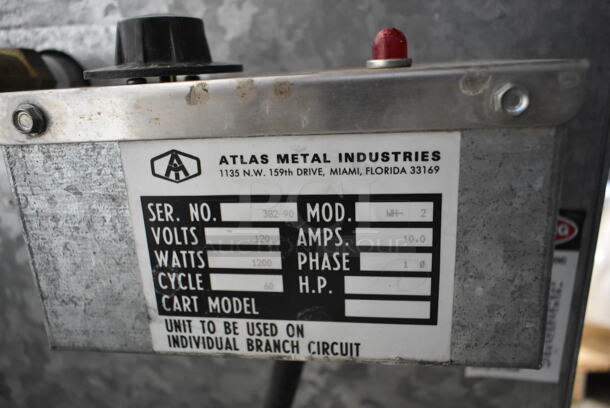 ATLAS METAL INDUSTRIES
1135 N.W. 159th DRIVE, MIAMI, FLORIDA 33169
SER. NO. 382-90 MOD. WH- 2
VOLTS 120 AMPS 10.0
WATTS 1200 PHASE 1 Ø
CYCLE 60 H.P.
CART MODEL
UNIT TO BE USED ON
INDIVIDUAL BRANCH CIRCUIT